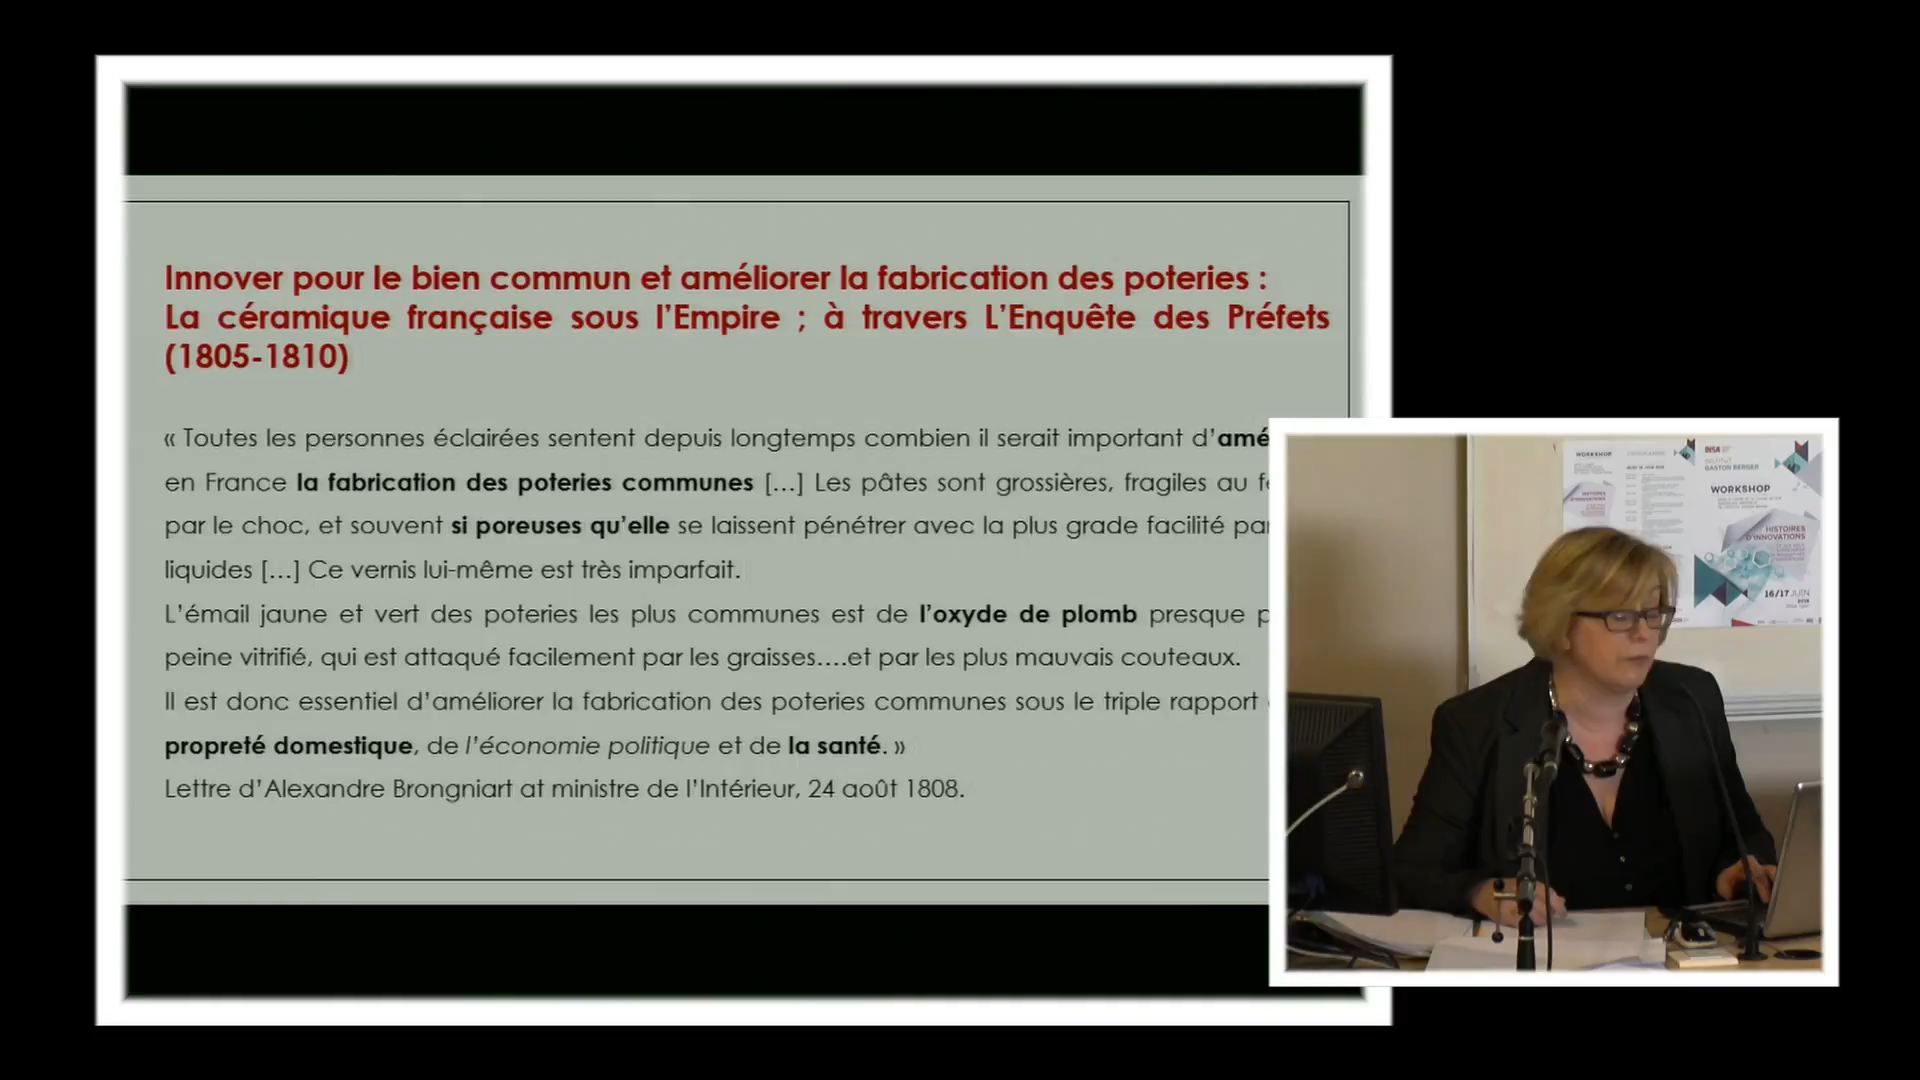 Innover pour le bien commun et améliorer la fabrication des poteries :
La céramique française sous l’Empire ; à travers L’Enquête des Préfets
(1805-1810)
« Toutes les personnes éclairées sentent depuis longtemps combien il serait important d’amé
en France la fabrication des poteries communes […] Les pâtes sont grossières, fragiles au
par le choc, et souvent si poreuses qu’elle se laissent pénétrer avec la plus grade facilité par
liquides […] Ce vernis lui-même est très imparfait.
L’émail jaune et vert des poteries les plus communes est de l’oxyde de plomb presque
peine vitrifié, qui est attaqué facilement par les graisses….et par les plus mauvais couteaux.
Il est donc essentiel d’améliorer la fabrication des poteries communes sous le triple rapport
propreté domestique, de l’économie politique et de la santé. »
Lettre d’Alexandre Brongniart at ministre de l’Intérieur, 24 août 1808.
WORKSHOP
INSA
INSTITUT
GASTON BERGER
WORKSHOP
HISTOIRES
D’INNOVATIONS
16/17 JUIN